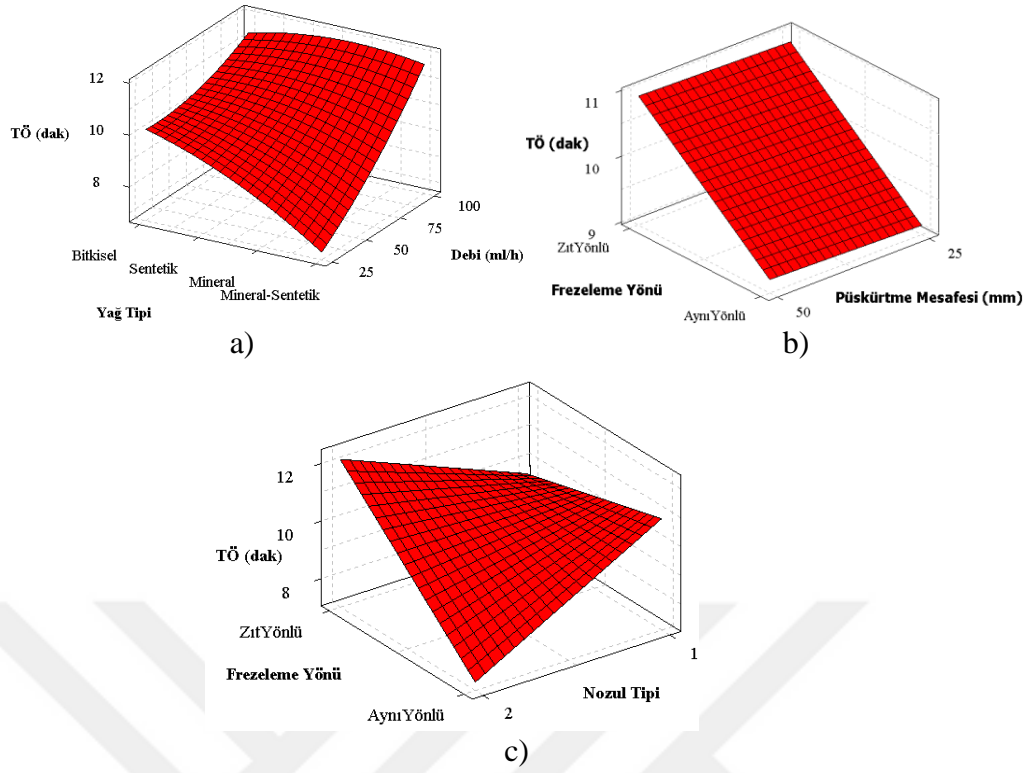 12
TÖ (dak)
10
8
Bitkisel
Sentetik
Mineral
Mineral-Sentetik
Yağ Tipi
25
50
75
100
Debi (ml/h)
a)
11
TÖ (dak)
10
9
ZıtYönlü
Frezeleme Yönü
AynıYönlü
50
25
Püskürtme Mesafesi (mm)
b)
12
10
TÖ (dak)
8
ZıtYönlü
Frezeleme Yönü
AynıYönlü
2
1
Nozul Tipi
c)